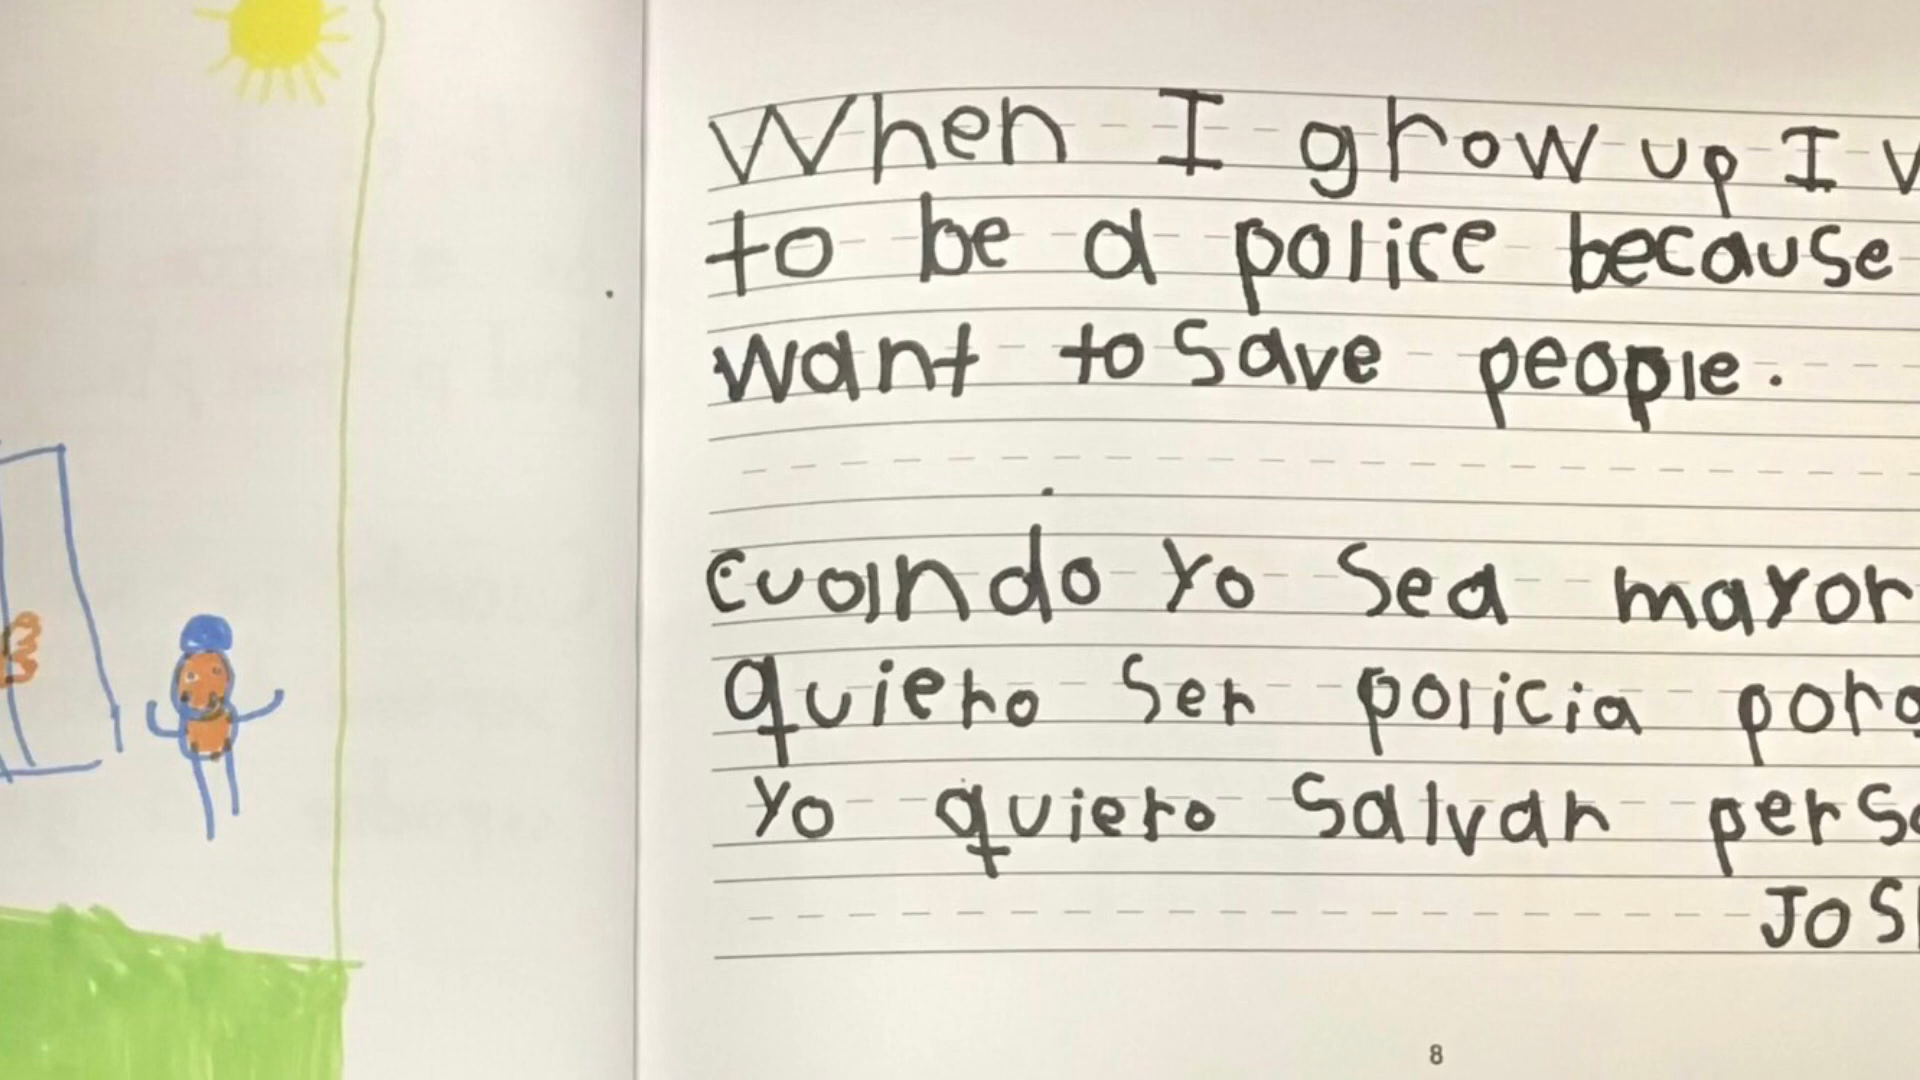 When I grow up I
to be a police because
want to save people.
cuando yo sea mayor
quiero ser policia
yo quiero salvar
8